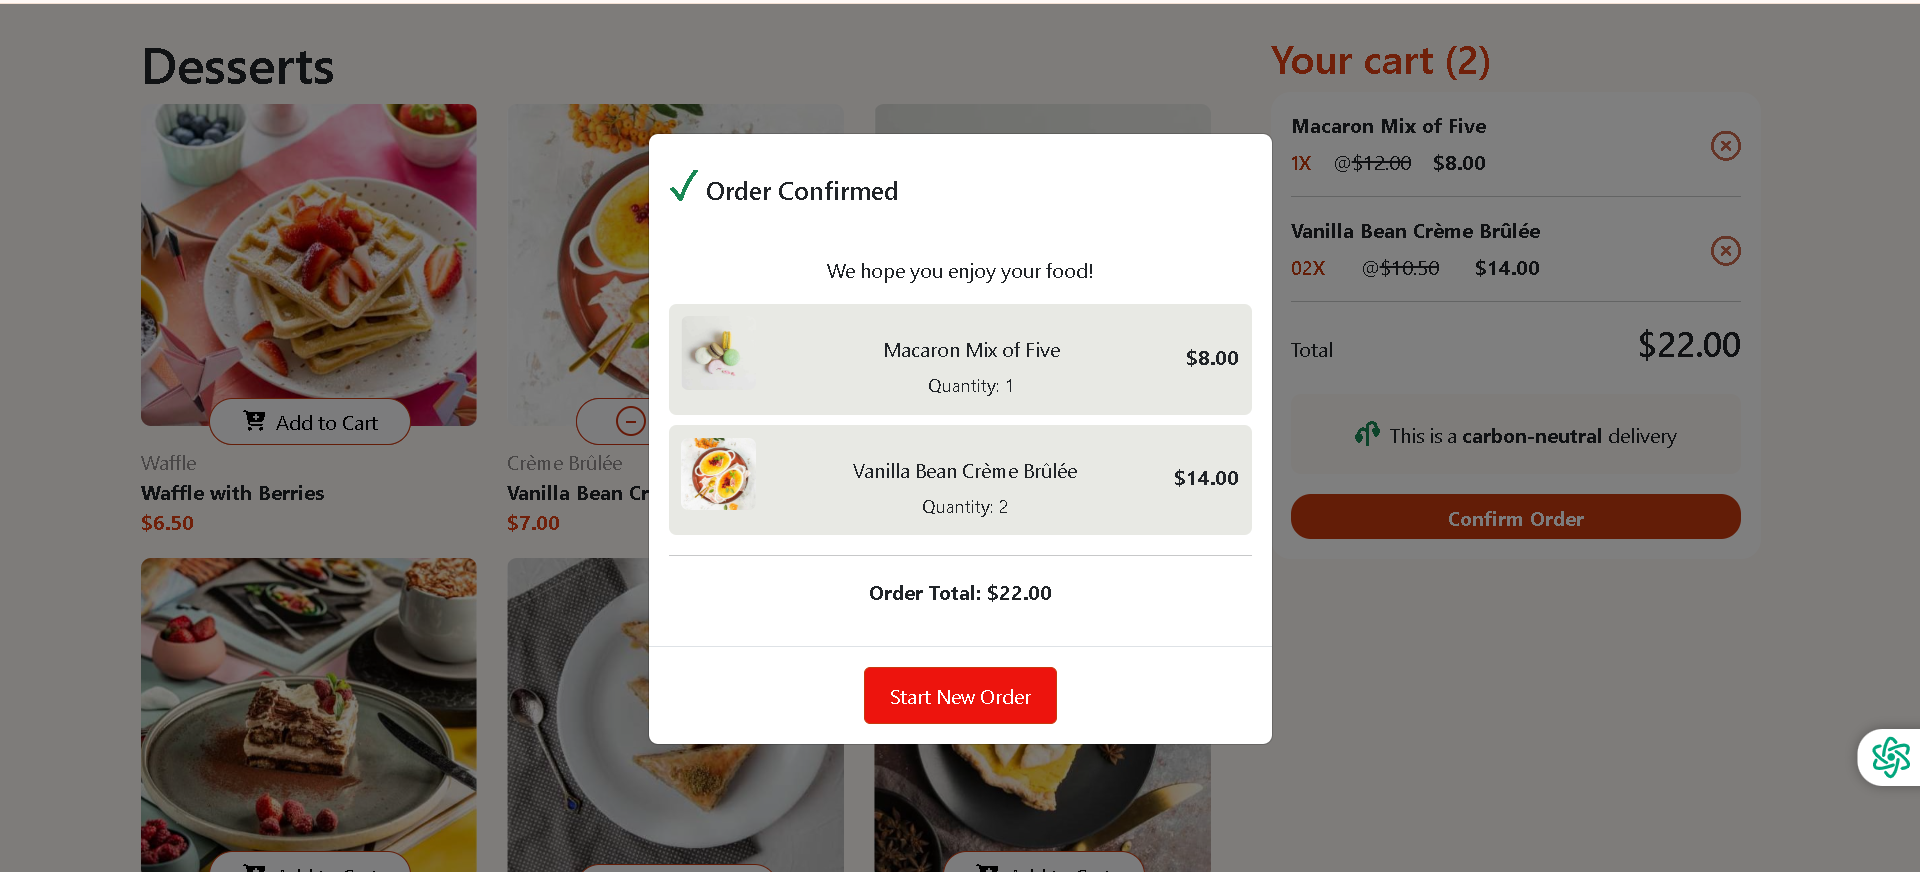 Desserts
Add to Cart
Waffle
Waffle with Berries
$6.50
Crème Brûlée
Vanilla Bean Cr
$7.00
Order Confirmed
We hope you enjoy your food!
Macaron Mix of Five
Quantity: 1
$8.00
Vanilla Bean Crème Brûlée
Quantity: 2
$14.00
Order Total: $22.00
Start New Order
Your cart (2)
Macaron Mix of Five
1X @$12.00 $8.00
Vanilla Bean Crème Brûlée
02X @$10.50 $14.00
Total $22.00
This is a carbon-neutral delivery
Confirm Order